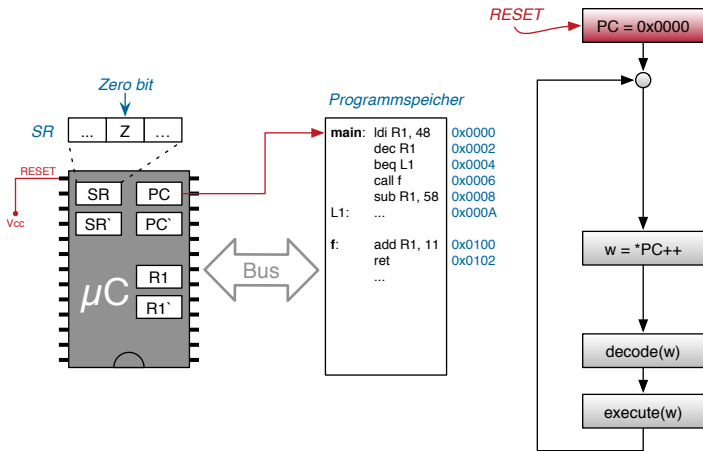 RESET
PC = 0x0000
Zero bit
Programmspeicher
SR
... Z ...
main: ldi R1, 48 0x0000
dec R1 0x0002
beq L1 0x0004
call f 0x0006
sub R1, 58 0x0008
L1: ... 0x000A
f: add R1, 11 0x0100
ret 0x0102
...
RESET
Vcc
SR PC
SR` PC`
R1
R1`
µC
Bus
w = *PC++
decode(w)
execute(w)